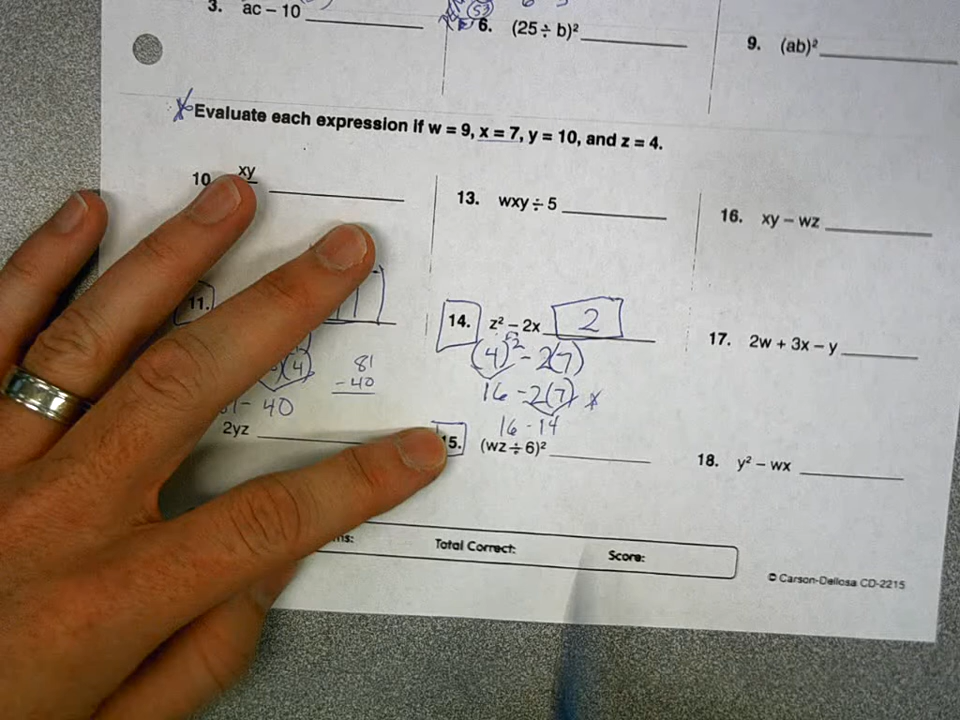 3. ac – 10
6. (25 ÷ b)²
9. (ab)²
Evaluate each expression if w = 9, x = 7, y = 10, and z = 4.
10. xy
13. wxy ÷ 5
16. xy – wz
11.
14. z² – 2x 2
(4)² - 2(7)
16 - 2(7)
16 - 14
17. 2w + 3x – y
(4)
81
- 40
- 40
2yz
15. (wz ÷ 6)²
18. y² – wx
Total Correct:
Score:
© Carson-Dellosa CD-2215